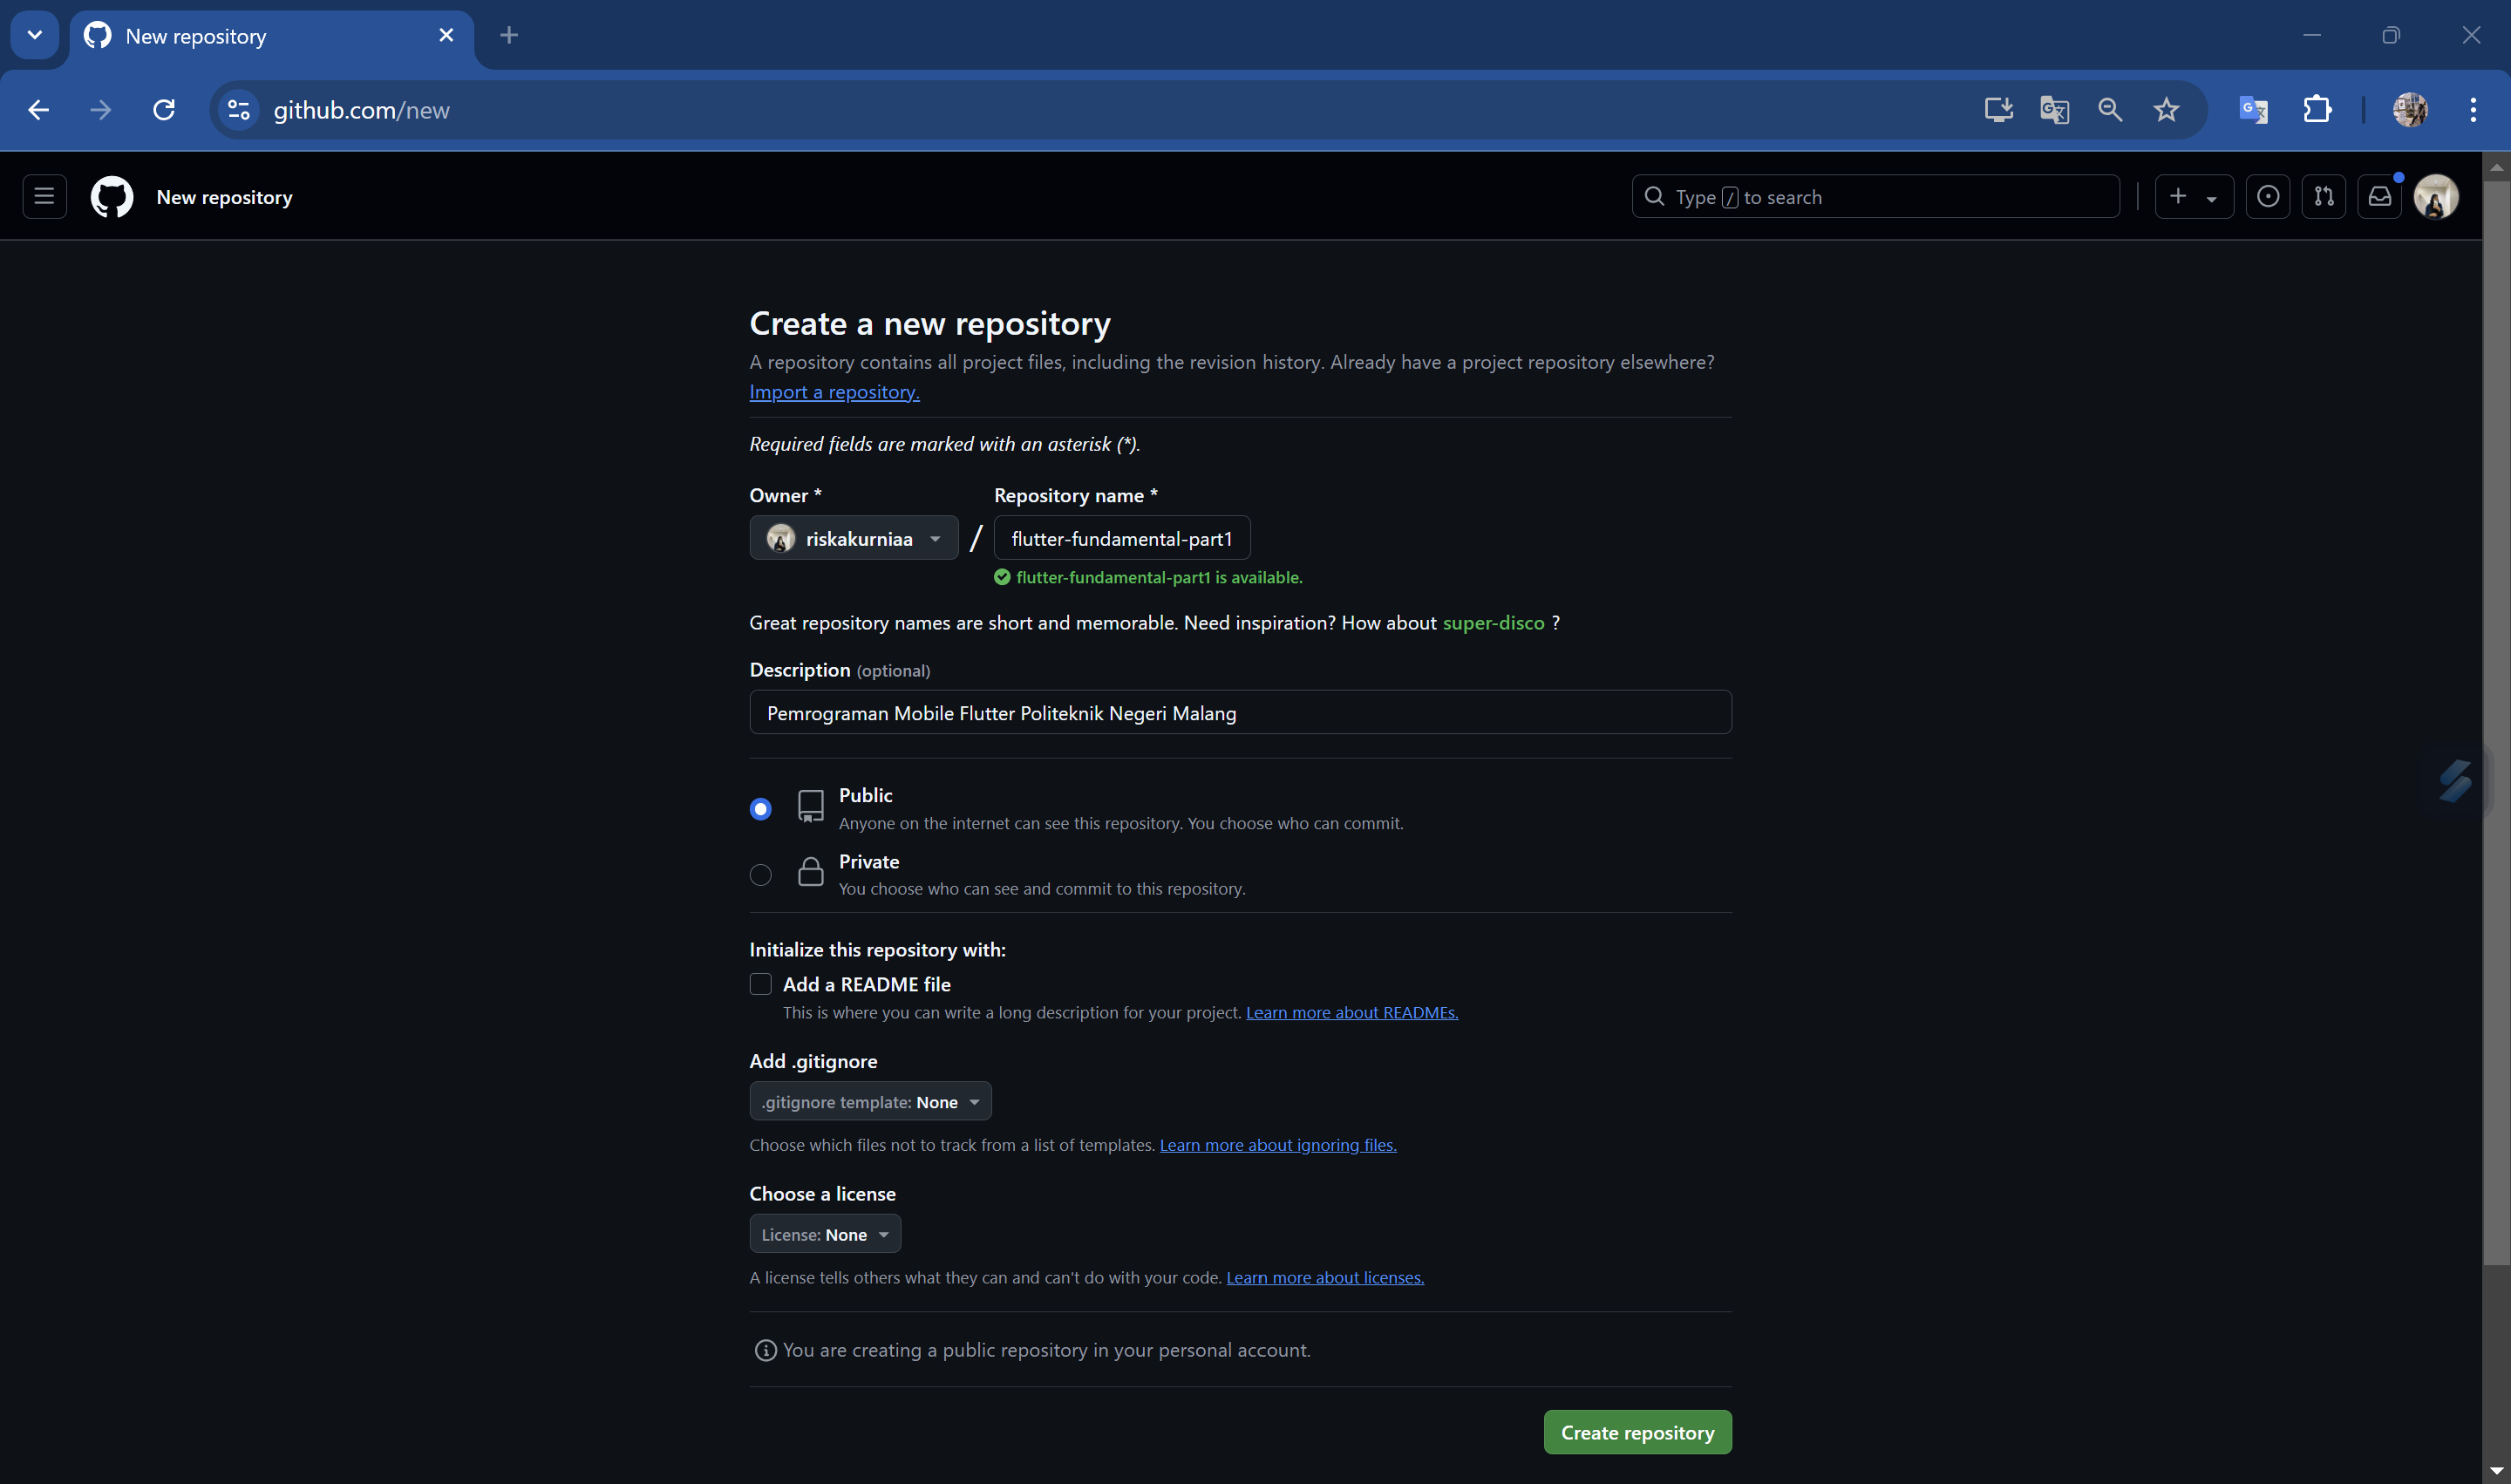 New repository
github.com/new
New repository
Type / to search
Create a new repository
A repository contains all project files, including the revision history. Already have a project repository elsewhere?
Import a repository.
Required fields are marked with an asterisk (*).
Owner * Repository name *
riskakurniaa / flutter-fundamental-part1
flutter-fundamental-part1 is available.
Great repository names are short and memorable. Need inspiration? How about super-disco ?
Description (optional)
Pemrograman Mobile Flutter Politeknik Negeri Malang
Public
Anyone on the internet can see this repository. You choose who can commit.
Private
You choose who can see and commit to this repository.
Initialize this repository with:
Add a README file
This is where you can write a long description for your project. Learn more about READMEs.
Add .gitignore
.gitignore template: None
Choose which files not to track from a list of templates. Learn more about ignoring files.
Choose a license
License: None
A license tells others what they can and can't do with your code. Learn more about licenses.
You are creating a public repository in your personal account.
Create repository